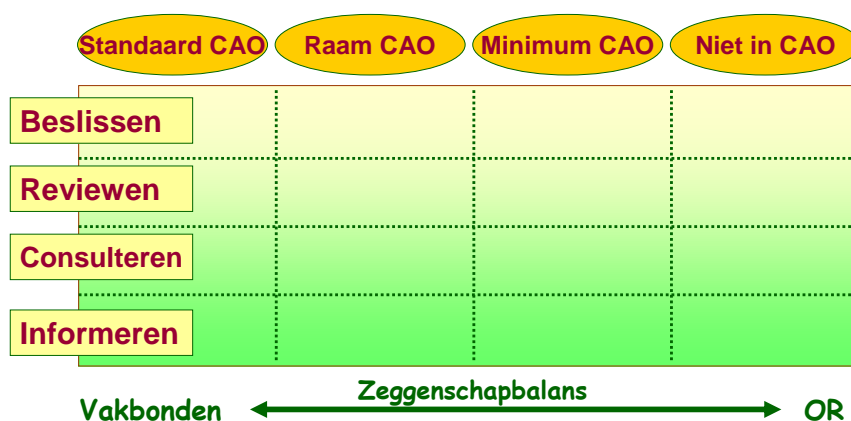 Standaard CAO Raam CAO Minimum CAO Niet in CAO
Beslissen
Reviewen
Consulteren
Informeren
Zeggenschapbalans
Vakbonden OR